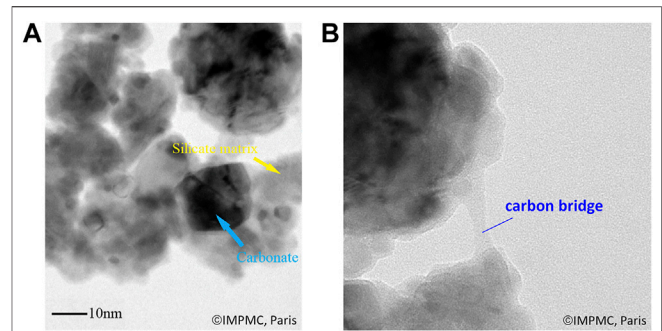 A
B
Silicate matrix
carbon bridge
Carbonate
10nm
©IMPMC, Paris
©IMPMC, Paris